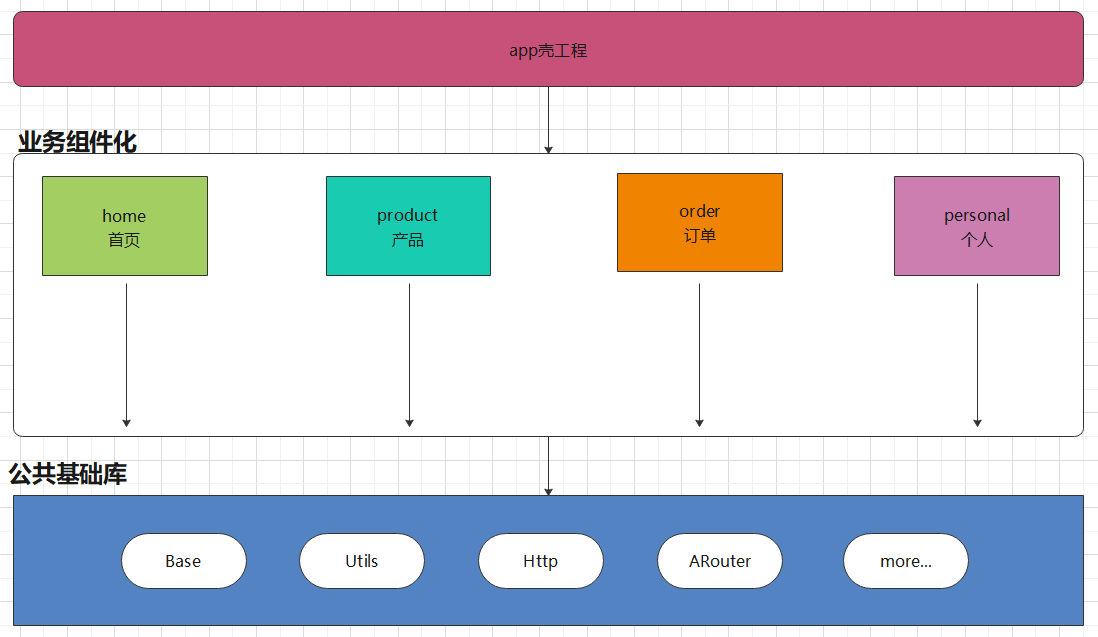 app壳工程
业务组件化
home
首页
product
产品
order
订单
personal
个人
公共基础库
Base
Utils
Http
ARouter
more...